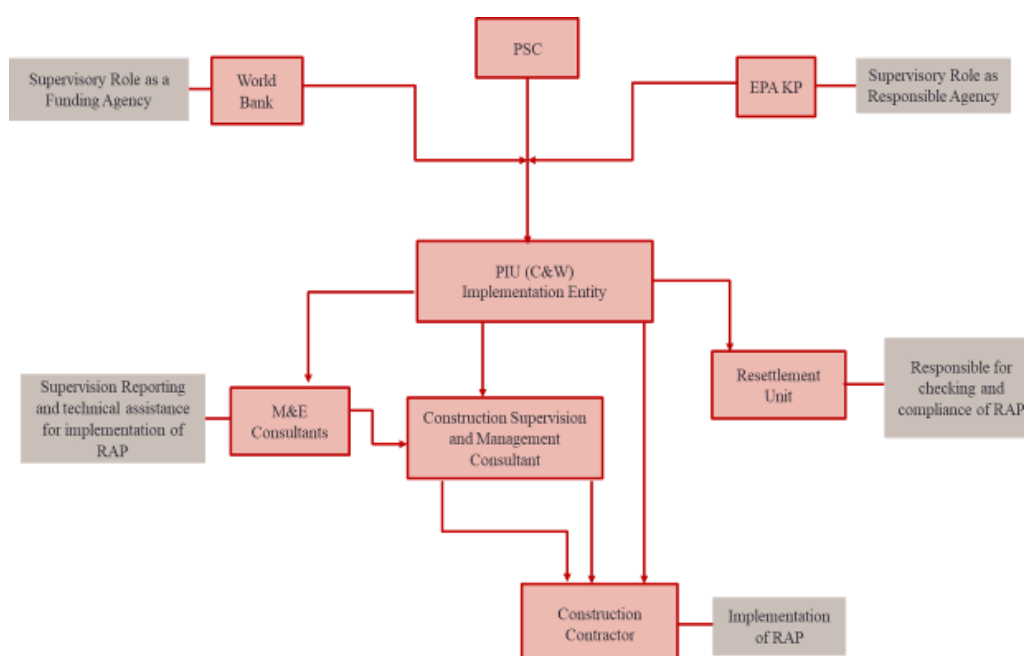 PSC
Supervisory Role as a
Funding Agency
World
Bank
EPA KP
Supervisory Role as
Responsible Agency
PIU (C&W)
Implementation Entity
Supervision Reporting
and technical assistance
for implementation of
RAP
M&E
Consultants
Construction Supervision
and Management
Consultant
Resettlement
Unit
Responsible for
checking and
compliance of RAP
Construction
Contractor
Implementation
of RAP